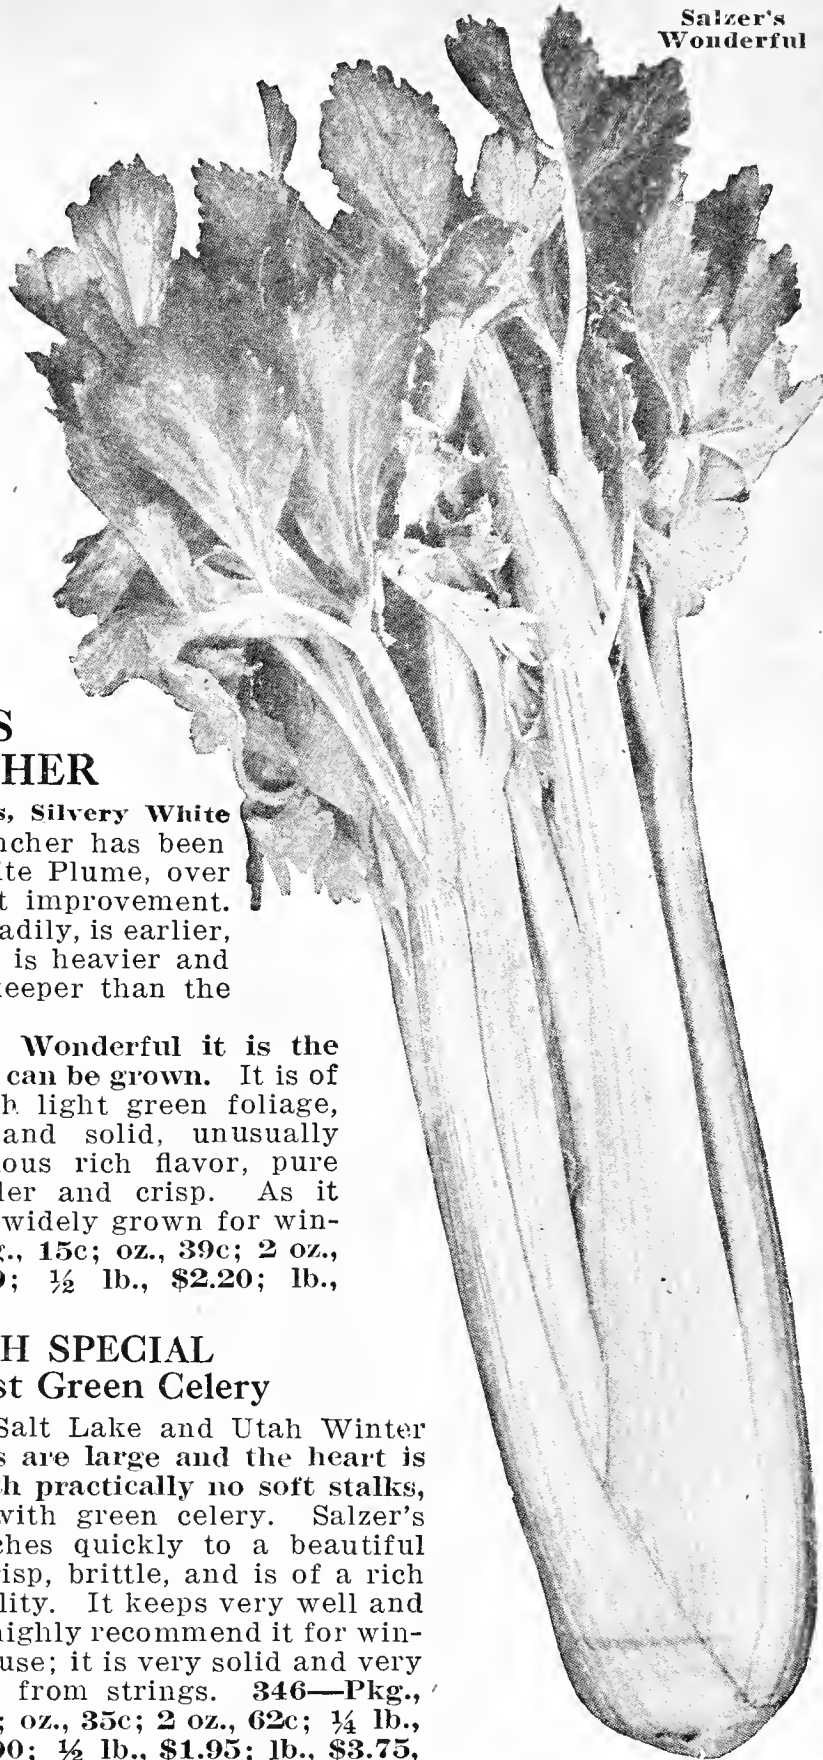 Salzer's
Wonderful
S
HER
s, Silvery White
ncher has been
te Plume, over
t improvement.
adily, is earlier,
is heavier and
keeper than the
Wonderful it is the
can be grown. It is of
h light green foliage,
and solid, unusually
ous rich flavor, pure
ler and crisp. As it
widely grown for win-
g., 15c; oz., 39c; 2 oz.,
0; ½ lb., $2.20; lb.,
H SPECIAL
st Green Celery
Salt Lake and Utah Winter
s are large and the heart is
th practically no soft stalks,
with green celery. Salzer's
ches quickly to a beautiful
risp, brittle, and is of a rich
lity. It keeps very well and
highly recommend it for win-
use; it is very solid and very
from strings. 346—Pkg.,
; oz., 35c; 2 oz., 62c; ¼ lb.,
00; ½ lb., $1.95; lb., $3.75,